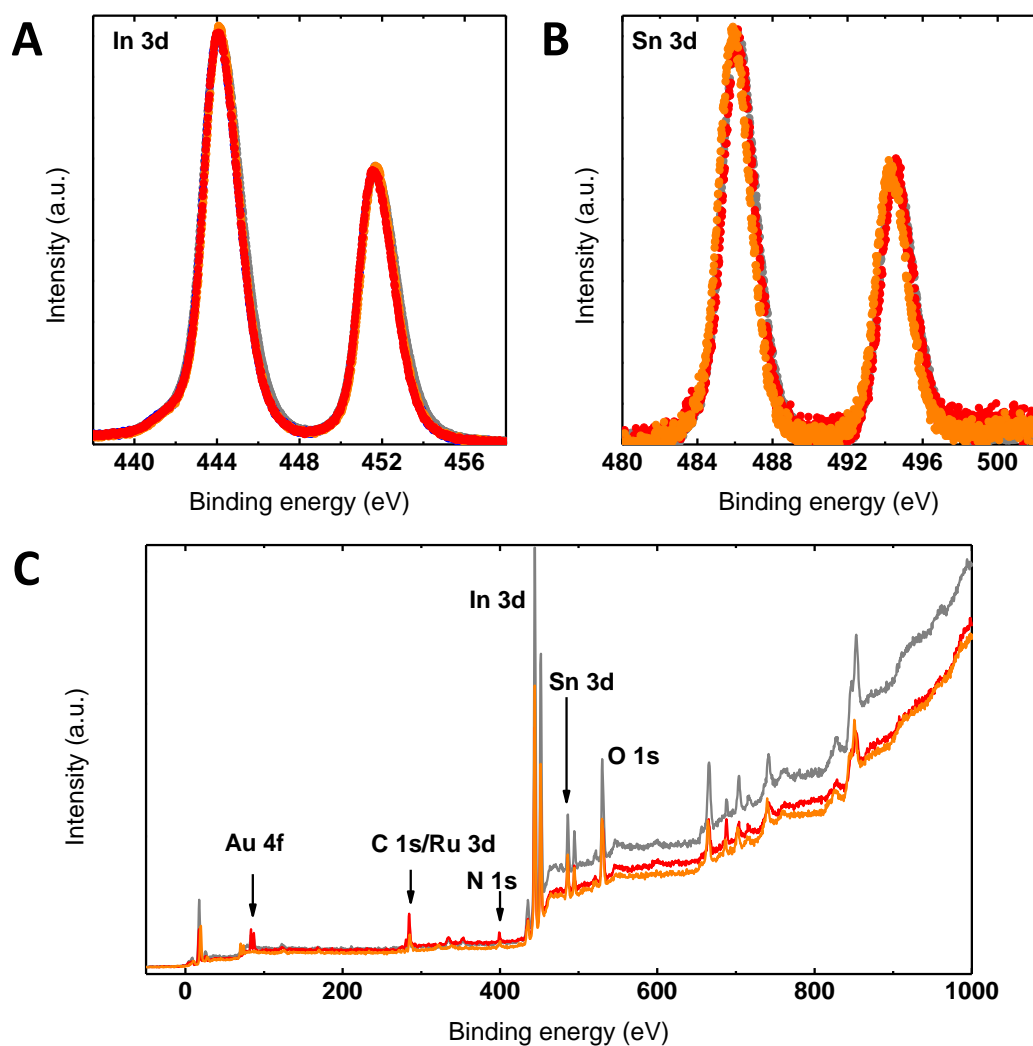 A
In 3d
Intensity (a.u.)
440 444 448 452 456
Binding energy (eV)
B
Sn 3d
Intensity (a.u.)
480 484 488 492 496 500
Binding energy (eV)
C
In 3d
Sn 3d
O 1s
Au 4f
C 1s/Ru 3d
N 1s
Intensity (a.u.)
0 200 400 600 800 1000
Binding energy (eV)